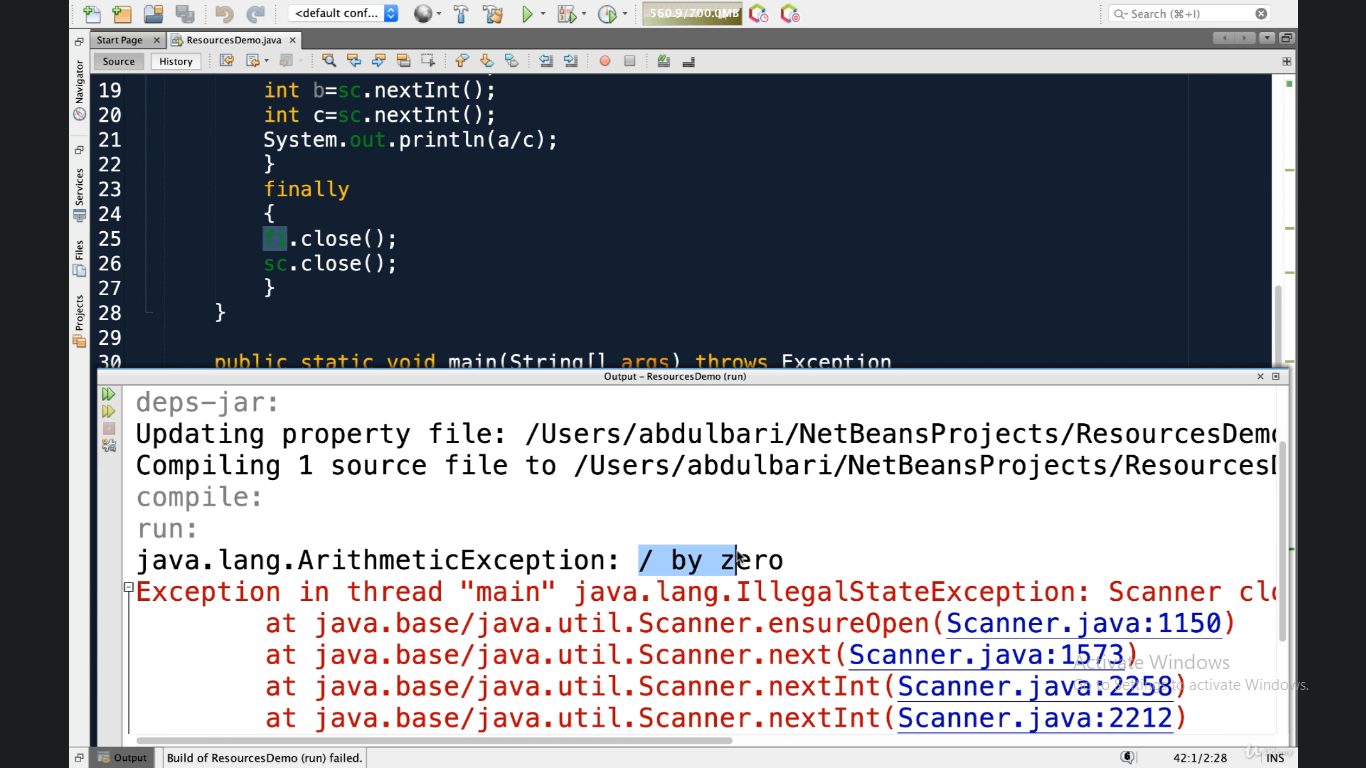 <default conf...
560.9/700.0MB
Search (⌘+I)
Start Page
ResourcesDemo.java
Source
History
Navigator
Services
Files
Projects
19 int b=sc.nextInt();
20 int c=sc.nextInt();
21 System.out.println(a/c);
22 }
23 finally
24 {
25 fi.close();
26 sc.close();
27 }
28 }
29
30 public static void main(String[] args) throws Exception
Output - ResourcesDemo (run)
deps-jar:
Updating property file: /Users/abdulbari/NetBeansProjects/ResourcesDemo
Compiling 1 source file to /Users/abdulbari/NetBeansProjects/ResourcesD
compile:
run:
java.lang.ArithmeticException: / by zero
Exception in thread "main" java.lang.IllegalStateException: Scanner clo
at java.base/java.util.Scanner.ensureOpen(Scanner.java:1150)
at java.base/java.util.Scanner.next(Scanner.java:1573)
at java.base/java.util.Scanner.nextInt(Scanner.java:2258)
at java.base/java.util.Scanner.nextInt(Scanner.java:2212)
Activate Windows
Go to Settings to activate Windows.
Output
Build of ResourcesDemo (run) failed.
6
42:1/2:28
INS